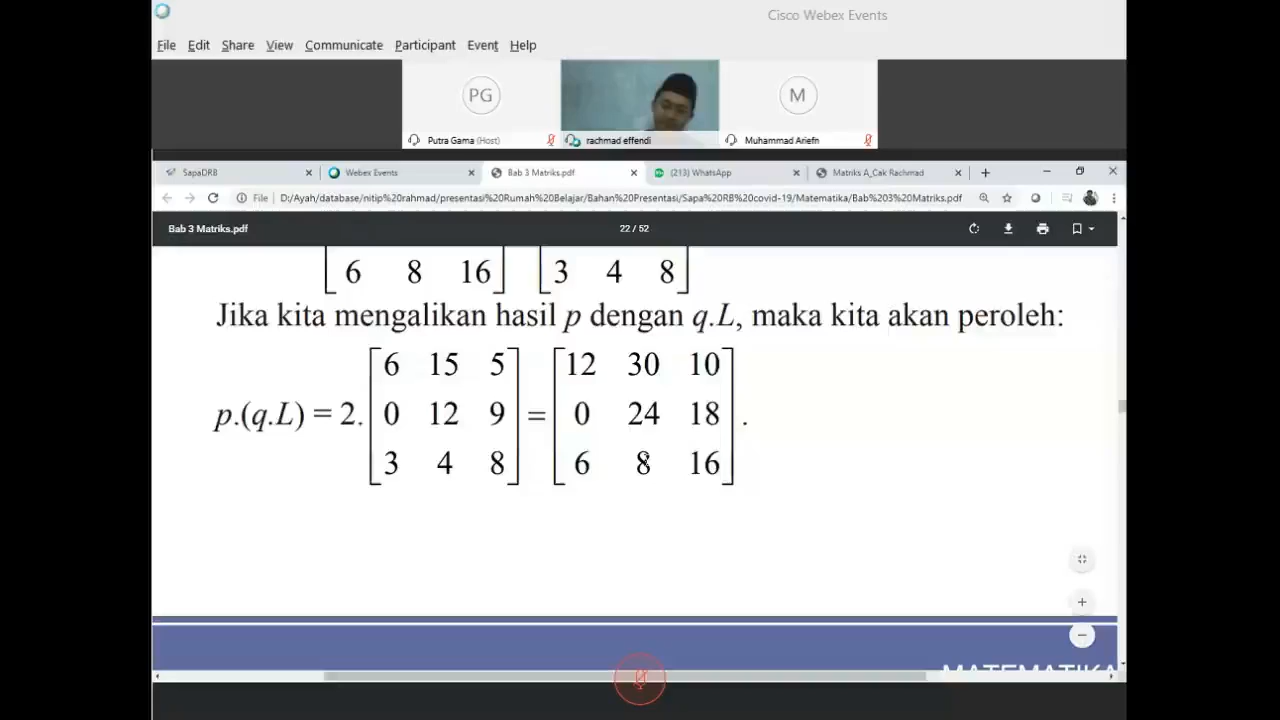 Cisco Webex Events
File Edit Share View Communicate Participant Event Help
PG M
Putra Gama (Host) rachmad effendi Muhammad Ariefn
SapaDRB Webex Events Bab 3 Matriks.pdf (213) WhatsApp Matriks A_Cak Rachmad
File D:/Ayah/database/nitip%20rahmad/presentasi%20Rumah%20Belajar/Bahan%20Presentasi/Sapa%20RB%20covid-19/Matematika/Bab%203%20Matriks.pdf
Bab 3 Matriks.pdf 22 / 52
6 8 16 3 4 8
Jika kita mengalikan hasil p dengan q.L, maka kita akan peroleh:
6 15 5 12 30 10
p.(q.L) = 2. 0 12 9 = 0 24 18 .
3 4 8 6 8 16
MATEMATIKA